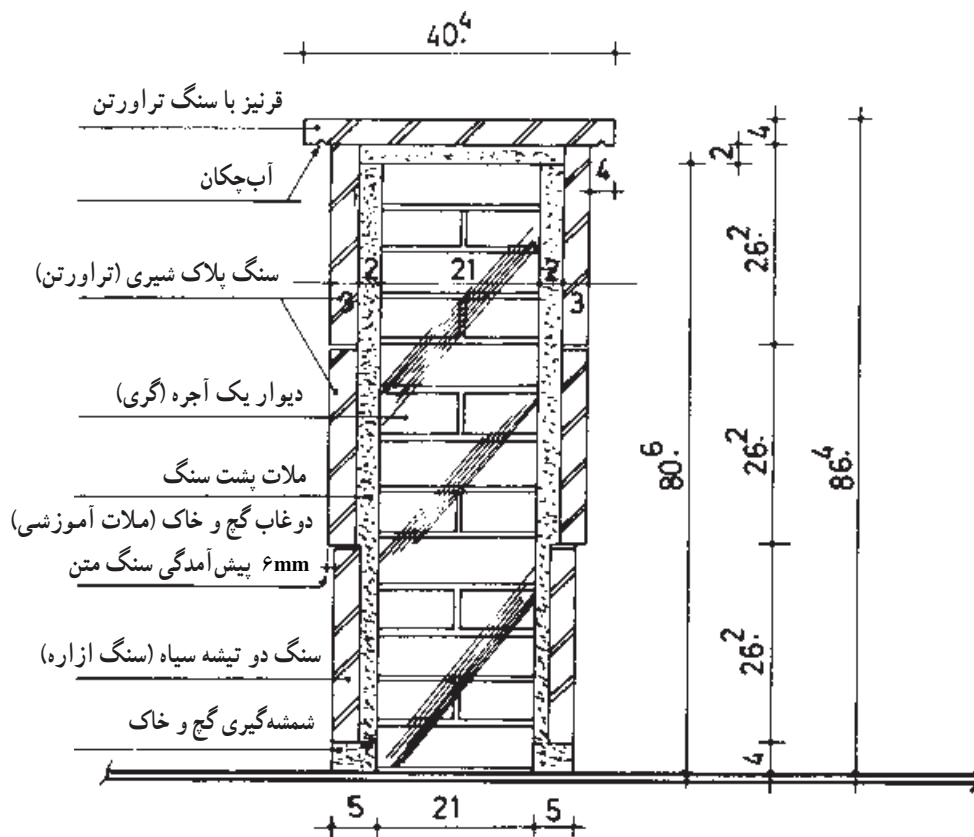 40.4
قرنیز با سنگ تراورتن
آب‌چکان
سنگ پلاک شیری (تراورتن)
دیوار یک آجره (گری)
ملات پشت سنگ
دوغاب گچ و خاک (ملات آموزشی)
۶mm پیش‌آمدگی سنگ متن
سنگ دو تیشه سیاه (سنگ ازاره)
شمشه‌گیری گچ و خاک
4
2
21
2
3
3
5
21
5
80.6
2
4
26.2
26.2
26.2
4
86.4